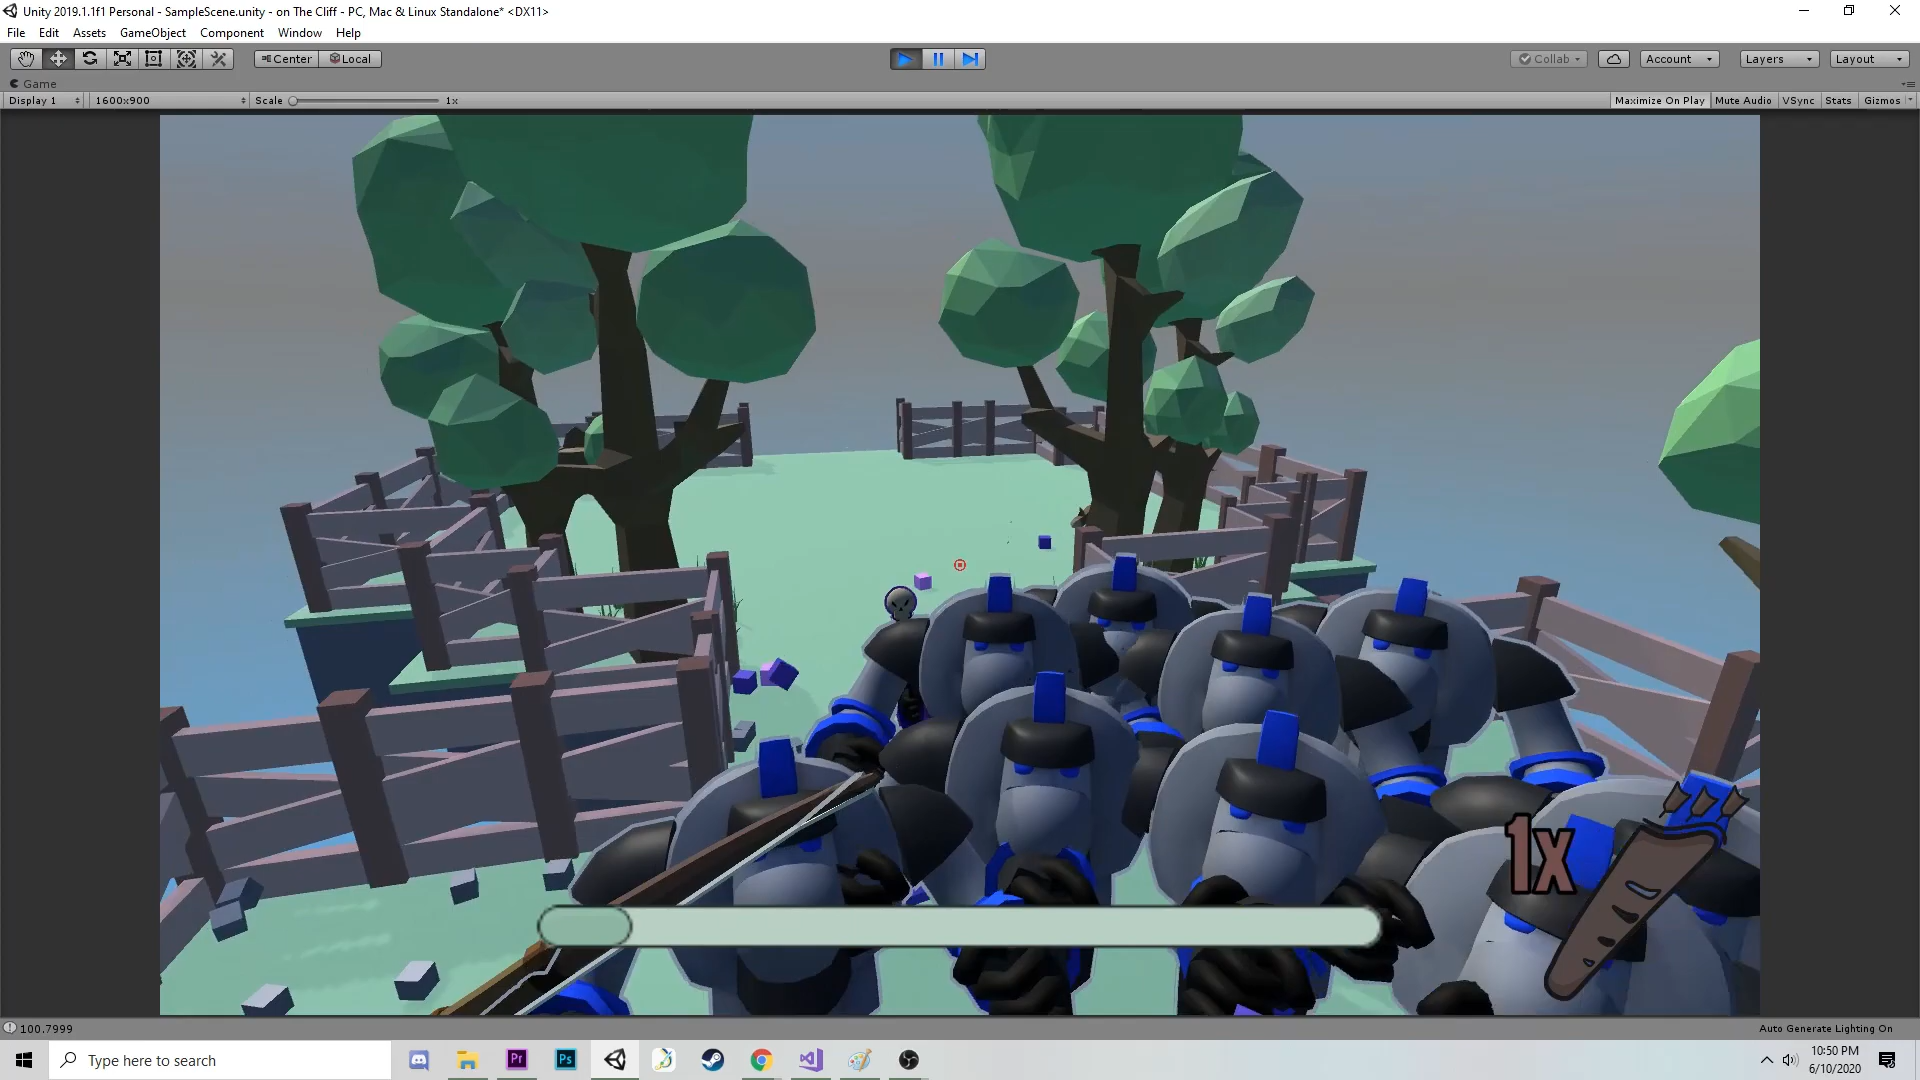 Unity 2019.1.1f1 Personal - SampleScene.unity - on The Cliff - PC, Mac & Linux Standalone* <DX11>
File Edit Assets GameObject Component Window Help
Center Local Collab Account Layers Layout
Game
Display 1 1600x900 Scale 1x Maximize On Play Mute Audio VSync Stats Gizmos
1x
100.7999 Auto Generate Lighting On
Type here to search Pr Ps 10:50 PM
6/10/2020